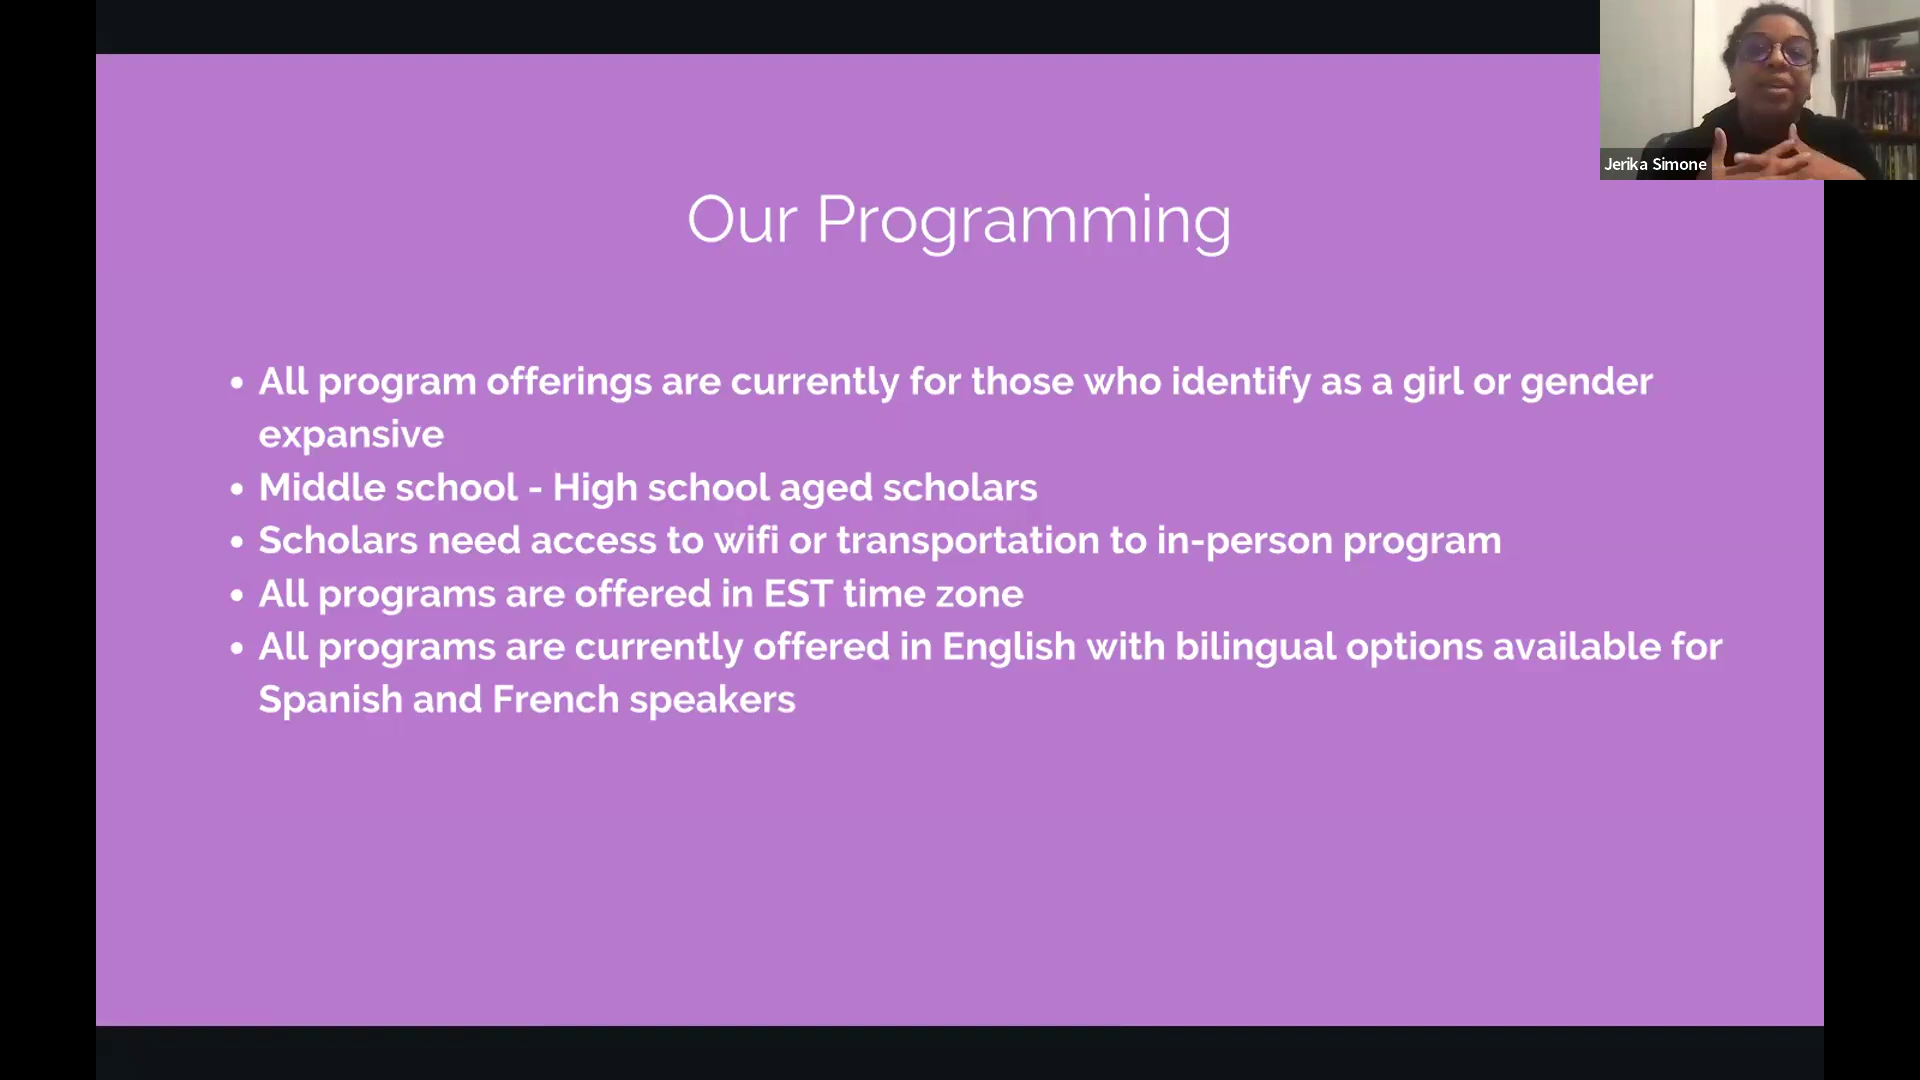 Jerika Simone
Our Programming
• All program offerings are currently for those who identify as a girl or gender
expansive
• Middle school - High school aged scholars
• Scholars need access to wifi or transportation to in-person program
• All programs are offered in EST time zone
• All programs are currently offered in English with bilingual options available for
Spanish and French speakers